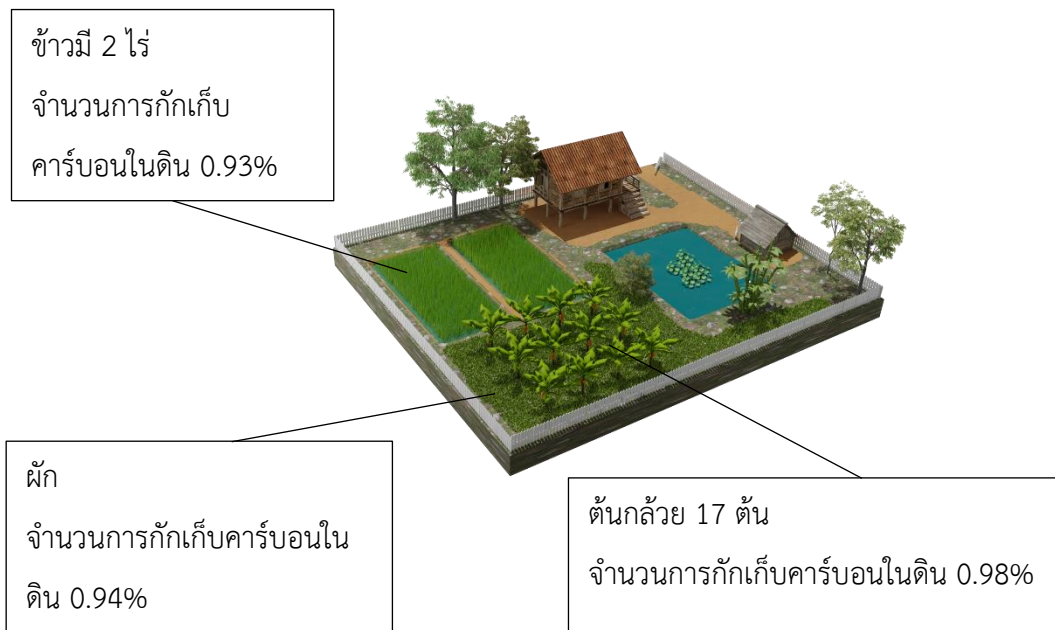 ข้าวมี 2 ไร่
จำนวนการกักเก็บ
คาร์บอนในดิน 0.93%
ผัก
จำนวนการกักเก็บคาร์บอนใน
ดิน 0.94%
ต้นกล้วย 17 ต้น
จำนวนการกักเก็บคาร์บอนในดิน 0.98%